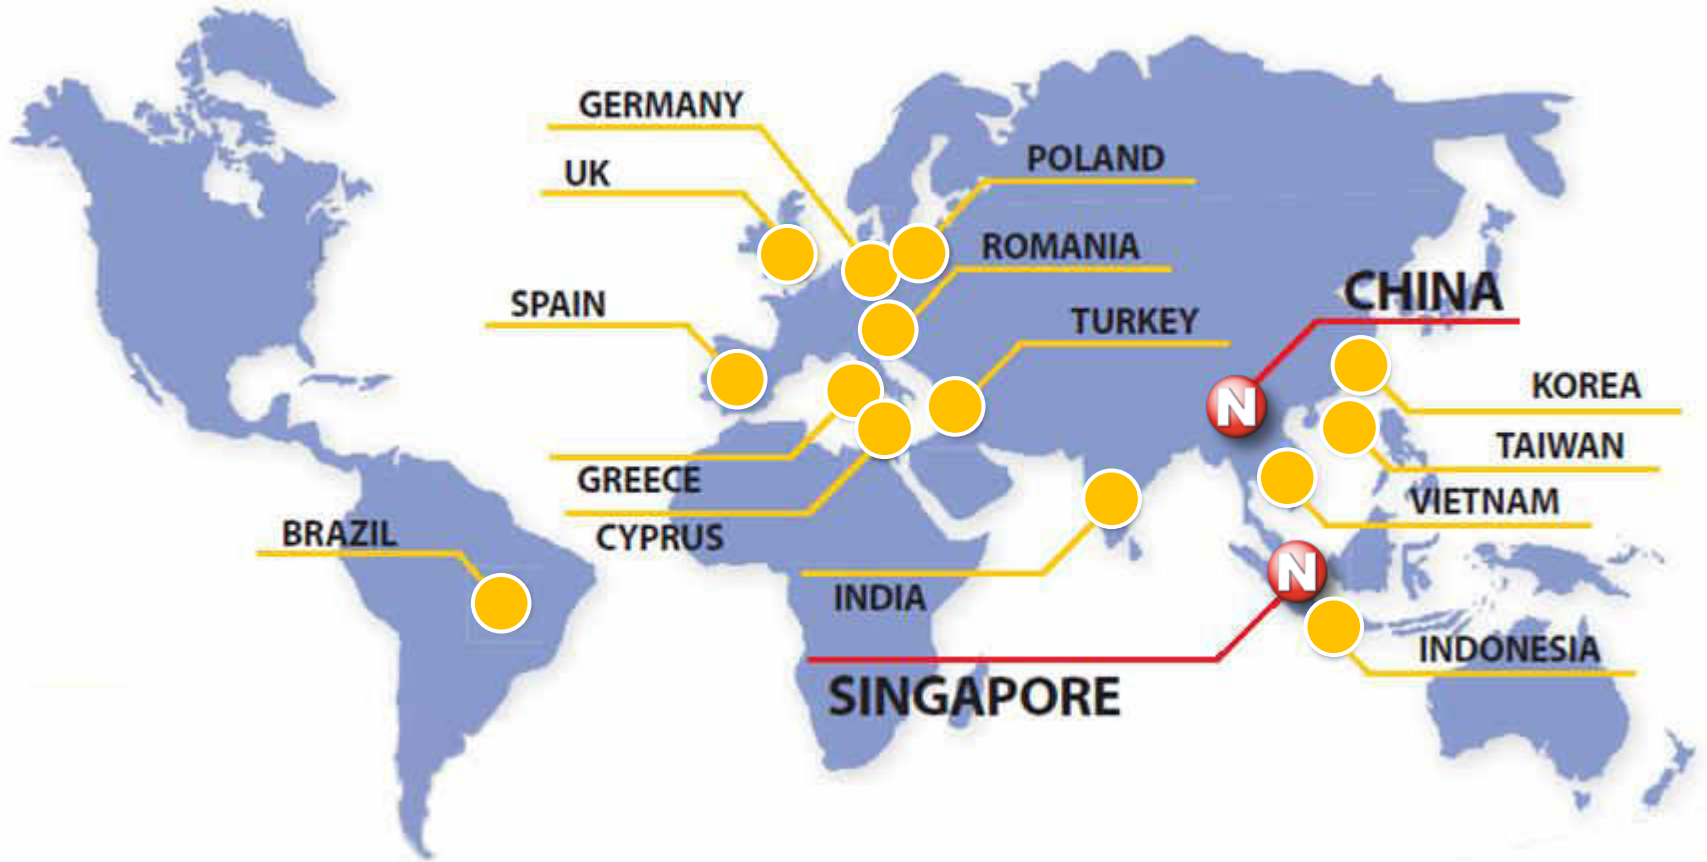 GERMANY
POLAND
UK
ROMANIA
CHINA
SPAIN
TURKEY
KOREA
N
TAIWAN
GREECE
VIETNAM
BRAZIL
CYPRUS
N
INDIA
INDONESIA
SINGAPORE